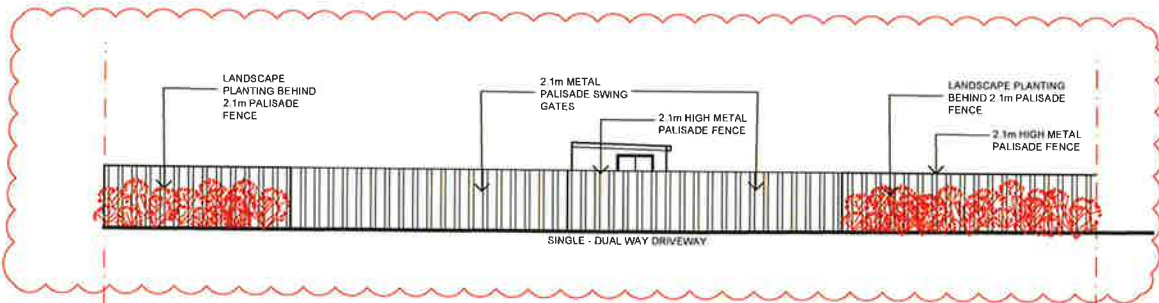 LANDSCAPE
PLANTING BEHIND
2.1m PALISADE
FENCE
2.1m METAL
PALISADE SWING
GATES
2.1m HIGH METAL
PALISADE FENCE
LANDSCAPE PLANTING
BEHIND 2.1m PALISADE
FENCE
2.1m HIGH METAL
PALISADE FENCE
SINGLE - DUAL WAY DRIVEWAY